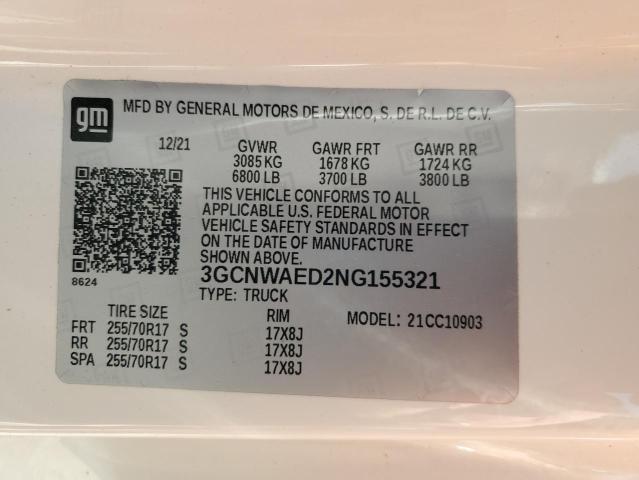 gm MFD BY GENERAL MOTORS DE MEXICO, S. DE R.L. DE C.V.
12/21 GVWR GAWR FRT GAWR RR
3085 KG 1678 KG 1724 KG
6800 LB 3700 LB 3800 LB
THIS VEHICLE CONFORMS TO ALL
APPLICABLE U.S. FEDERAL MOTOR
VEHICLE SAFETY STANDARDS IN EFFECT
ON THE DATE OF MANUFACTURE
SHOWN ABOVE.
8624
3GCNWAED2NG155321
TYPE: TRUCK
TIRE SIZE RIM MODEL: 21CC10903
FRT 255/70R17 S 17X8J
RR 255/70R17 S 17X8J
SPA 255/70R17 S 17X8J